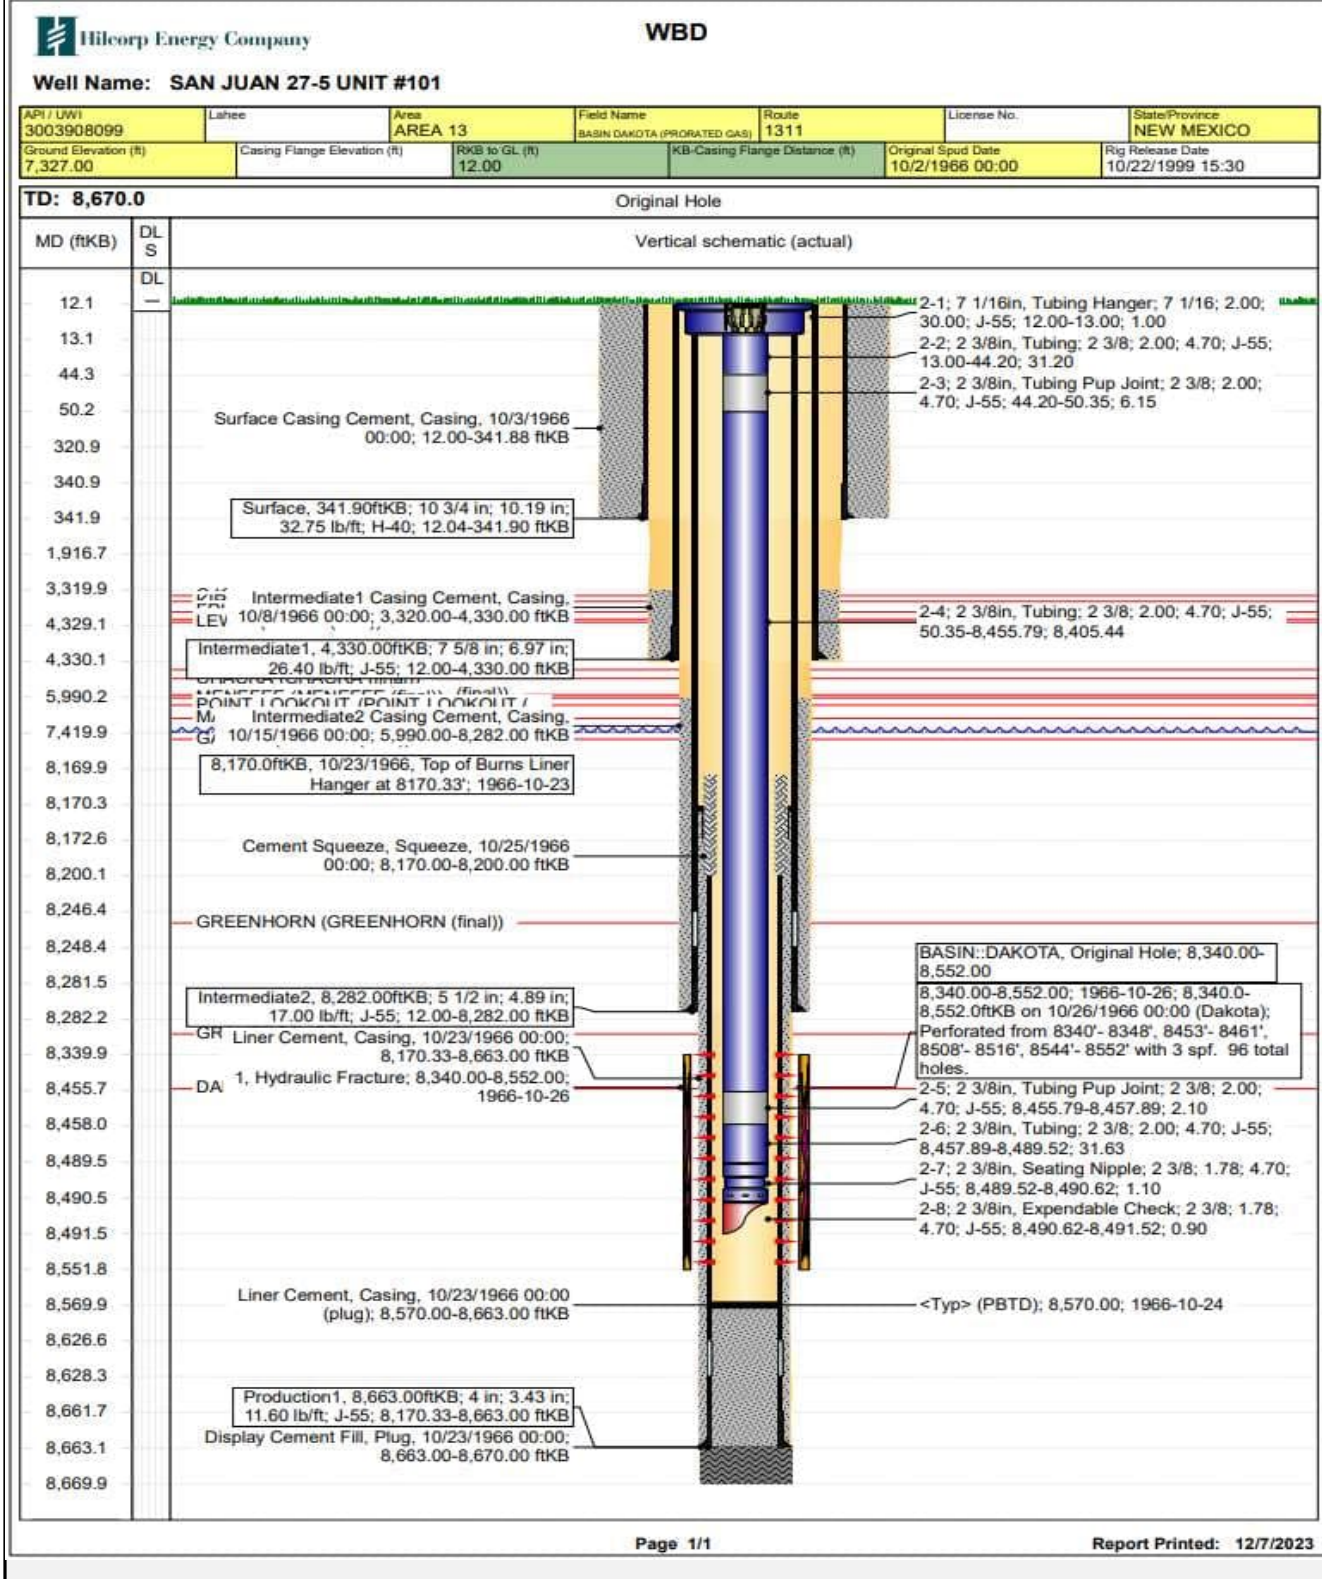 Hilcorp Energy Company
WBD
Well Name: SAN JUAN 27-5 UNIT #101
API / UWI
3003908099
Lahee
Area
AREA 13
Field Name
BASIN DAKOTA (PRORATED GAS)
Route
1311
License No.
State/Province
NEW MEXICO
Ground Elevation (ft)
7,327.00
Casing Flange Elevation (ft)
RKB to GL (ft)
12.00
KB-Casing Flange Distance (ft)
Original Spud Date
10/2/1966 00:00
Rig Release Date
10/22/1999 15:30
TD: 8,670.0
Original Hole
MD (ftKB)
DL
S
Vertical schematic (actual)
DL
—
12.1
13.1
44.3
50.2
320.9
340.9
341.9
1,916.7
3,319.9
4,329.1
4,330.1
5,990.2
7,419.9
8,169.9
8,170.3
8,172.6
8,200.1
8,246.4
8,248.4
8,281.5
8,282.2
8,339.9
8,455.7
8,458.0
8,489.5
8,490.5
8,491.5
8,551.8
8,569.9
8,626.6
8,628.3
8,661.7
8,663.1
8,669.9
Surface Casing Cement, Casing, 10/3/1966
00:00; 12.00-341.88 ftKB
Surface, 341.90ftKB; 10 3/4 in; 10.19 in;
32.75 lb/ft; H-40; 12.04-341.90 ftKB
Intermediate1 Casing Cement, Casing,
LEW 10/8/1966 00:00; 3,320.00-4,330.00 ftKB
Intermediate1, 4,330.00ftKB; 7 5/8 in; 6.97 in;
26.40 lb/ft; J-55; 12.00-4,330.00 ftKB
MENEFEE (MENEFEE (final)) (final))
POINT LOOKOUT (POINT LOOKOUT (
MA Intermediate2 Casing Cement, Casing,
GA 10/15/1966 00:00; 5,990.00-8,282.00 ftKB
8,170.0ftKB, 10/23/1966, Top of Burns Liner
Hanger at 8170.33'; 1966-10-23
Cement Squeeze, Squeeze, 10/25/1966
00:00; 8,170.00-8,200.00 ftKB
GREENHORN (GREENHORN (final))
Intermediate2, 8,282.00ftKB; 5 1/2 in; 4.89 in;
17.00 lb/ft; J-55; 12.00-8,282.00 ftKB
GR Liner Cement, Casing, 10/23/1966 00:00;
8,170.33-8,663.00 ftKB
DA 1, Hydraulic Fracture; 8,340.00-8,552.00;
1966-10-26
Liner Cement, Casing, 10/23/1966 00:00
(plug); 8,570.00-8,663.00 ftKB
Production1, 8,663.00ftKB; 4 in; 3.43 in;
11.60 lb/ft; J-55; 8,170.33-8,663.00 ftKB
Display Cement Fill, Plug, 10/23/1966 00:00;
8,663.00-8,670.00 ftKB
2-1; 7 1/16in, Tubing Hanger; 7 1/16; 2.00;
30.00; J-55; 12.00-13.00; 1.00
2-2; 2 3/8in, Tubing; 2 3/8; 2.00; 4.70; J-55;
13.00-44.20; 31.20
2-3; 2 3/8in, Tubing Pup Joint; 2 3/8; 2.00;
4.70; J-55; 44.20-50.35; 6.15
2-4; 2 3/8in, Tubing; 2 3/8; 2.00; 4.70; J-55;
50.35-8,455.79; 8,405.44
BASIN::DAKOTA, Original Hole; 8,340.00-
8,552.00
8,340.00-8,552.00; 1966-10-26; 8,340.0-
8,552.0ftKB on 10/26/1966 00:00 (Dakota);
Perforated from 8340'- 8348', 8453'- 8461',
8508'- 8516', 8544'- 8552' with 3 spf. 96 total
holes.
2-5; 2 3/8in, Tubing Pup Joint; 2 3/8; 2.00;
4.70; J-55; 8,455.79-8,457.89; 2.10
2-6; 2 3/8in, Tubing; 2 3/8; 2.00; 4.70; J-55;
8,457.89-8,489.52; 31.63
2-7; 2 3/8in, Seating Nipple; 2 3/8; 1.78; 4.70;
J-55; 8,489.52-8,490.62; 1.10
2-8; 2 3/8in, Expendable Check; 2 3/8; 1.78;
4.70; J-55; 8,490.62-8,491.52; 0.90
<Typ> (PBTD); 8,570.00; 1966-10-24
Page 1/1
Report Printed: 12/7/2023